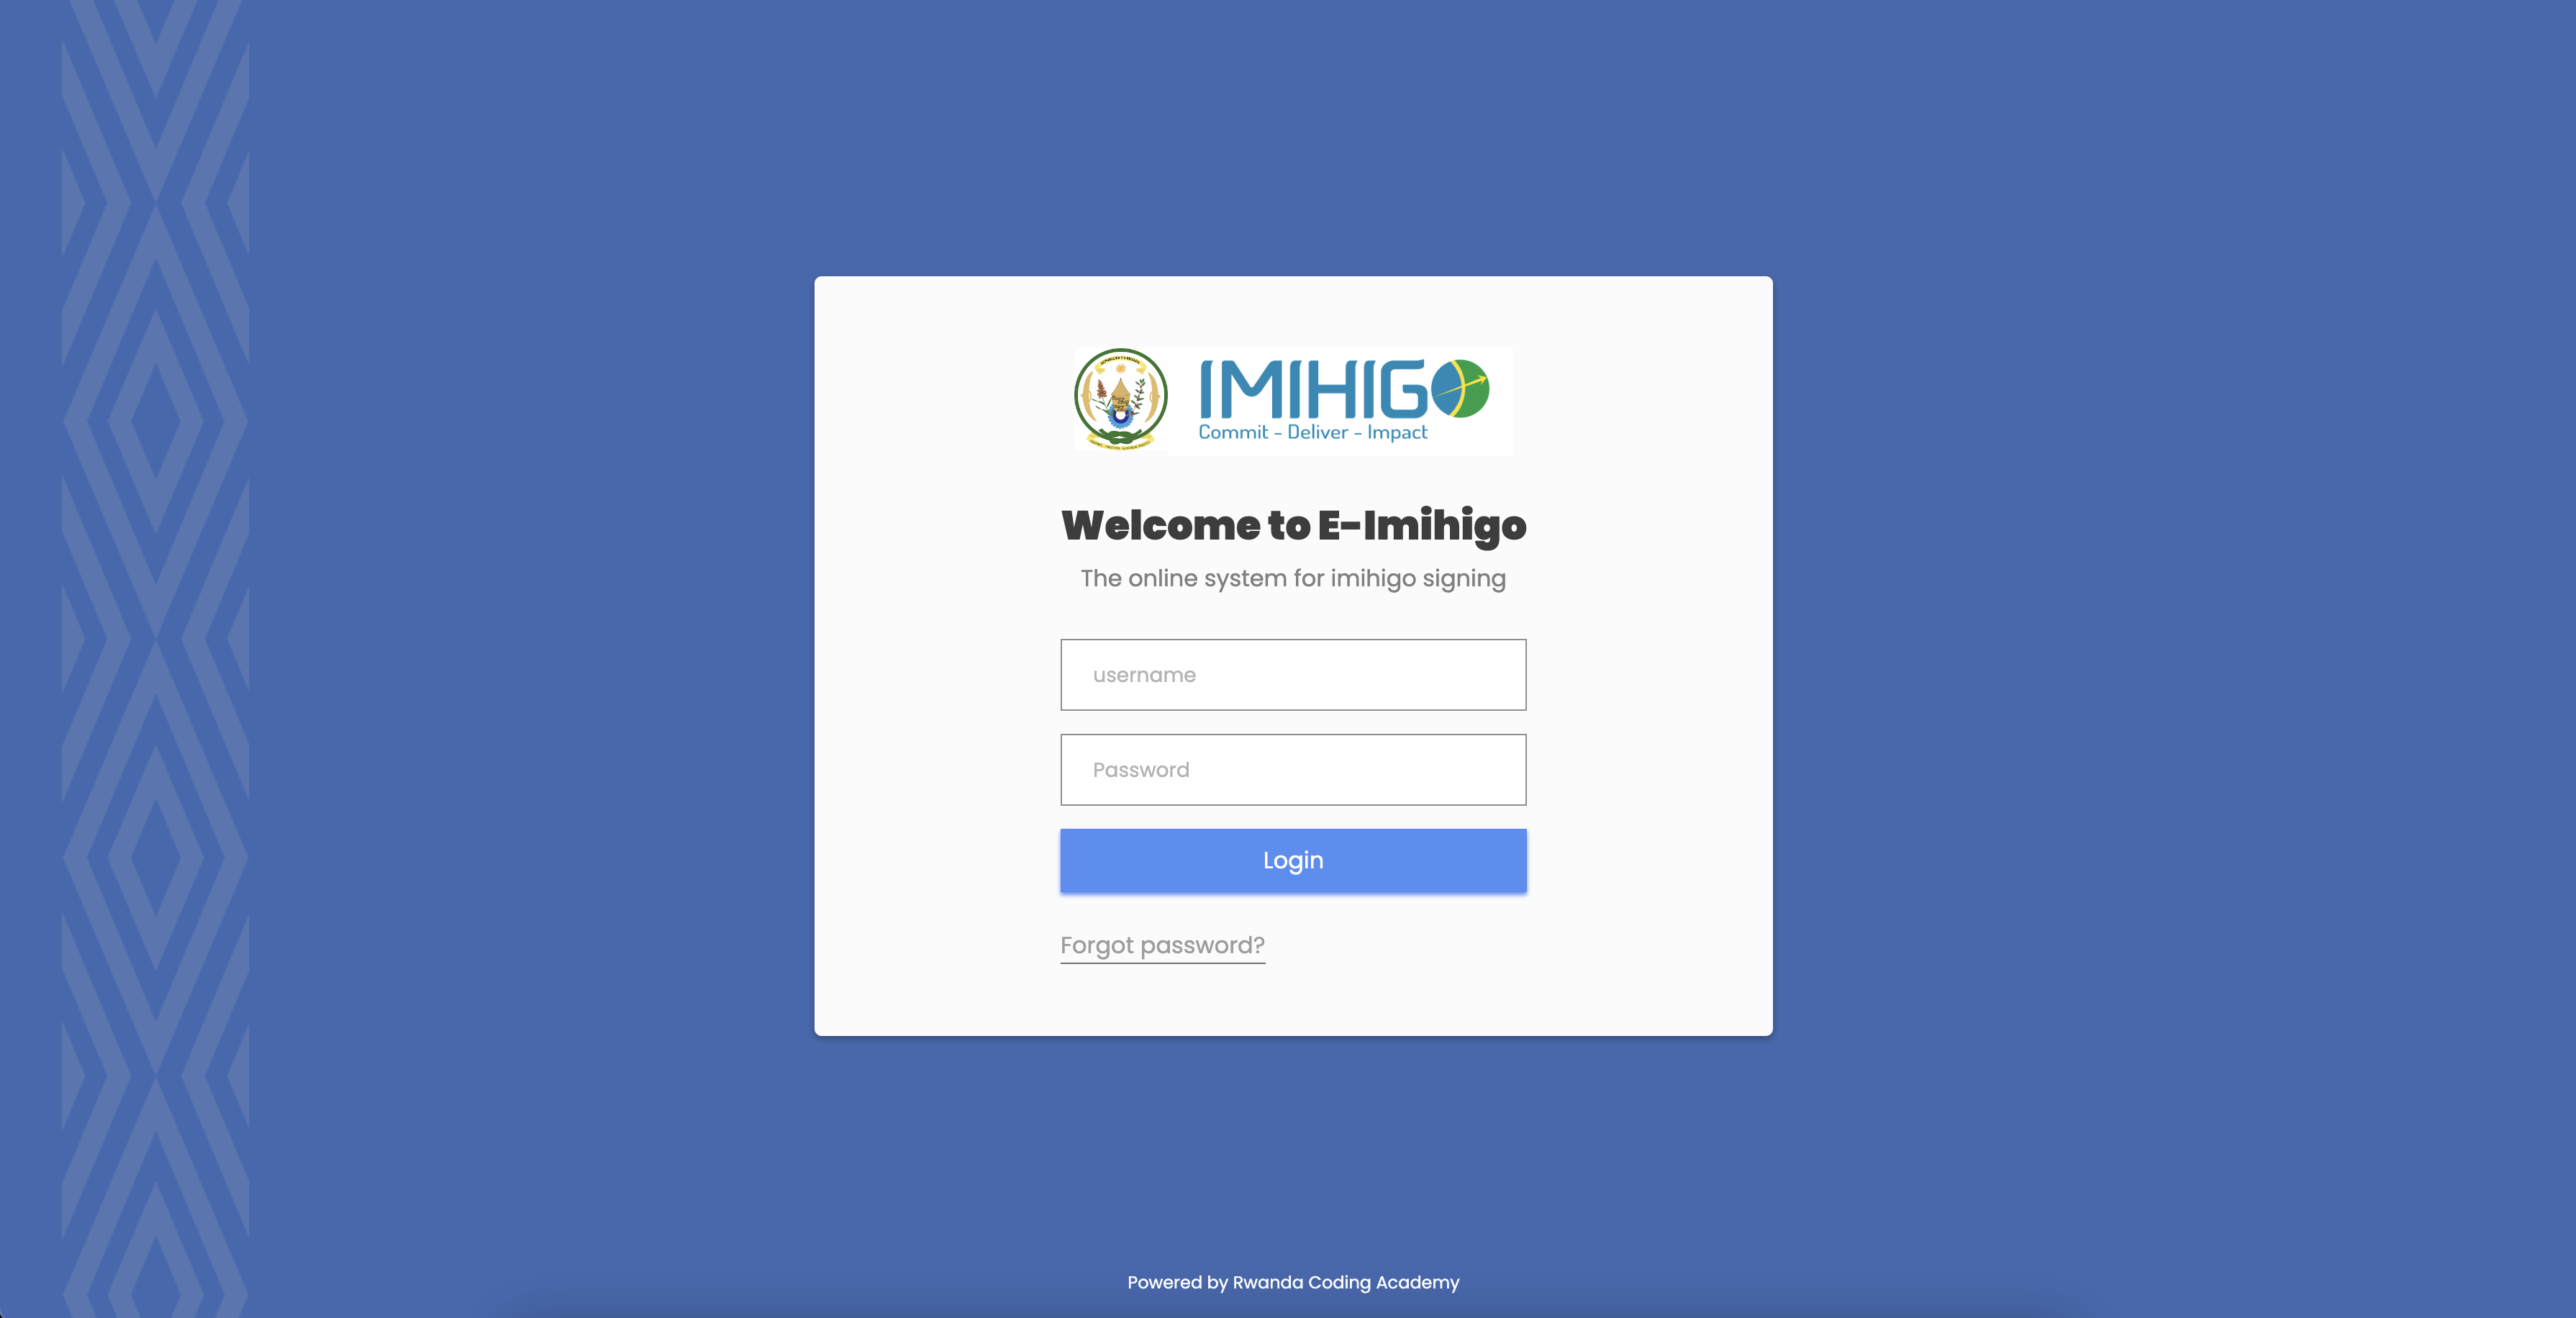 IMIHIGO
Commit - Deliver - Impact
Welcome to E-Imihigo
The online system for imihigo signing
username
Password
Login
Forgot password?
Powered by Rwanda Coding Academy